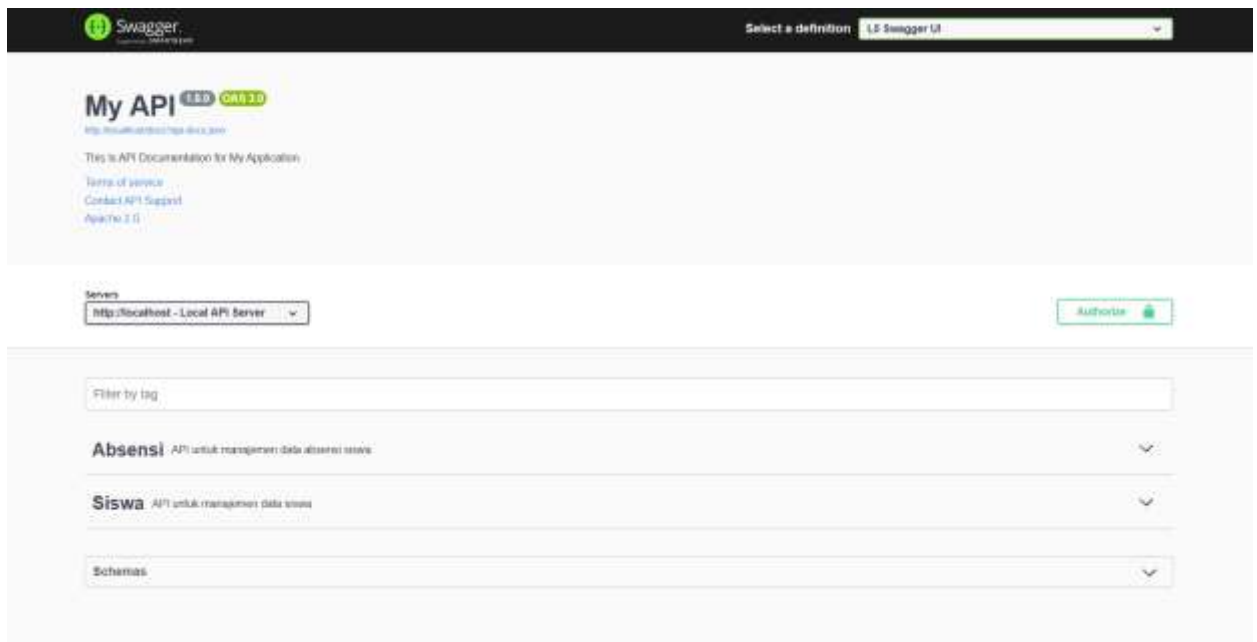 Swagger
Select a definition
L5 Swagger UI
My API 1.0.0 OAS 3.0
This is API Documentation for My Application
Terms of service
Contact API Support
Apache 2.0
Servers
http://localhost - Local API Server
Authorize
Filter by tag
Absensi API untuk manajemen data absensi siswa
Siswa API untuk manajemen data siswa
Schemas